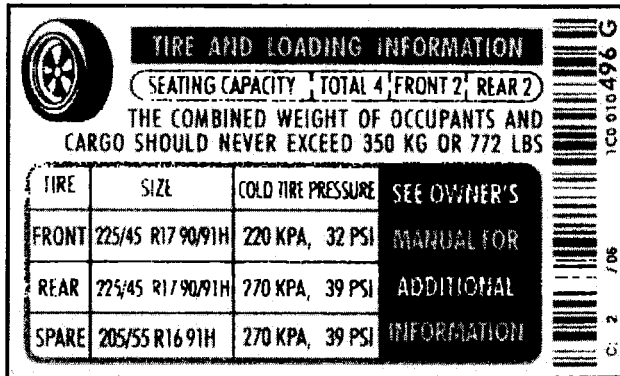 TIRE AND LOADING INFORMATION
SEATING CAPACITY TOTAL 4 FRONT 2 REAR 2
THE COMBINED WEIGHT OF OCCUPANTS AND
CARGO SHOULD NEVER EXCEED 350 KG OR 772 LBS
TIRE SIZE COLD TIRE PRESSURE
FRONT 225/45 R17 90/91H 220 KPA, 32 PSI
REAR 225/45 R17 90/91H 270 KPA, 39 PSI
SPARE 205/55 R16 91H 270 KPA, 39 PSI
SEE OWNER'S
MANUAL FOR
ADDITIONAL
INFORMATION
1C0 010 496 G